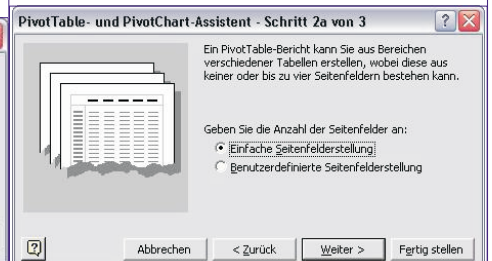 PivotTable- und PivotChart-Assistent - Schritt 2a von 3
Ein PivotTable-Bericht kann Sie aus Bereichen
verschiedener Tabellen erstellen, wobei diese aus
keiner oder bis zu vier Seitenfeldern bestehen kann.
Geben Sie die Anzahl der Seitenfelder an:
Einfache Seitenfelderstellung
Benutzerdefinierte Seitenfelderstellung
Abbrechen
< Zurück
Weiter >
Fertig stellen